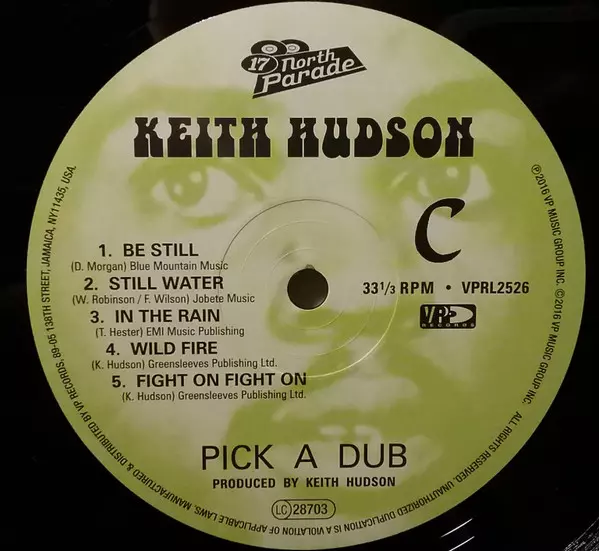 17 North
Parade
KEITH HUDSON
C
1. BE STILL
(D. Morgan) Blue Mountain Music
2. STILL WATER
(W. Robinson / F. Wilson) Jobete Music
3. IN THE RAIN
(T. Hester) EMI Music Publishing
4. WILD FIRE
(K. Hudson) Greensleeves Publishing Ltd.
5. FIGHT ON FIGHT ON
(K. Hudson) Greensleeves Publishing Ltd.
33 1/3 RPM • VPRL2526
VP
RECORDS
PICK A DUB
PRODUCED BY KEITH HUDSON
LC 28703
℗2016 VP MUSIC GROUP INC. ©2016 VP MUSIC GROUP INC. ALL RIGHTS RESERVED. UNAUTHORIZED DUPLICATION IS A VIOLATION OF APPLICABLE LAWS. MANUFACTURED & DISTRIBUTED BY VP RECORDS: 89-05 138TH STREET, JAMAICA, NY11435, USA.